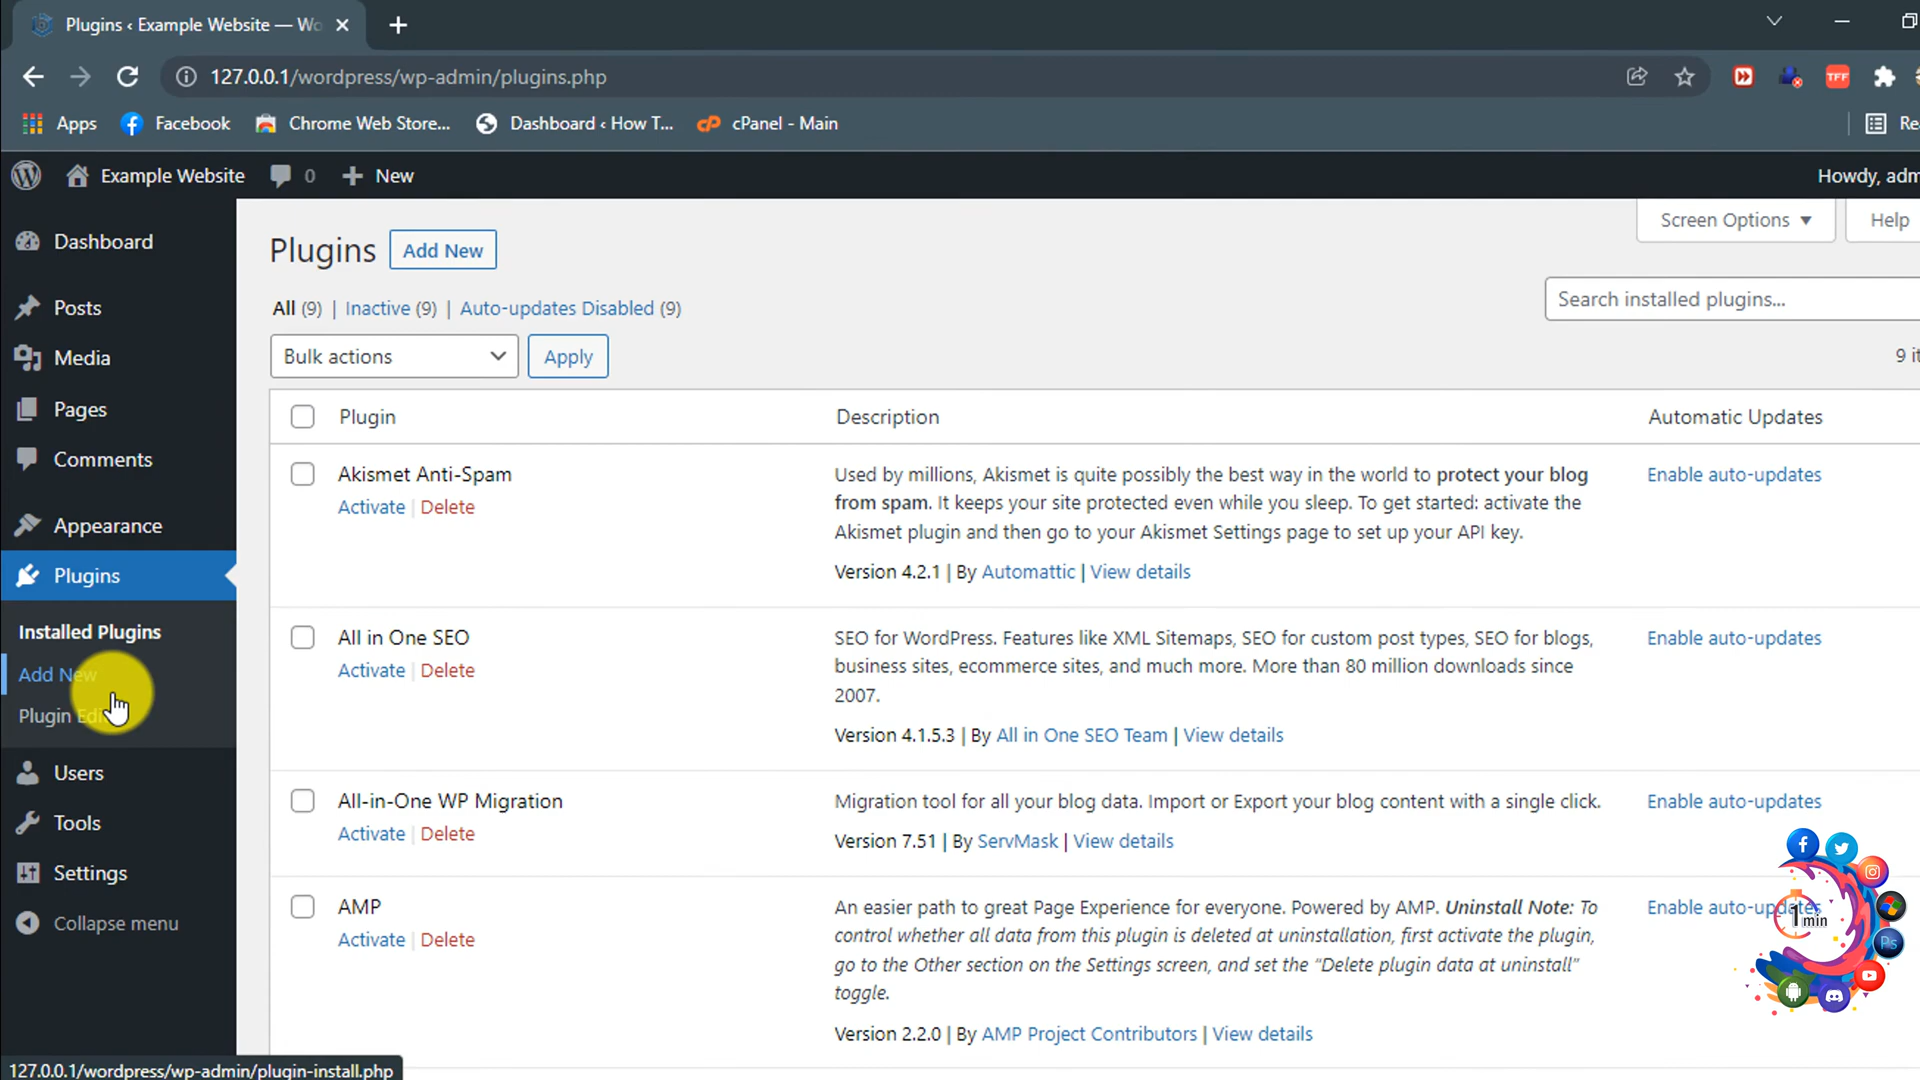 Plugins ‹ Example Website — Wo
127.0.0.1/wordpress/wp-admin/plugins.php
TFF
Apps Facebook Chrome Web Store... Dashboard ‹ How T... cPanel - Main
Example Website 0 New Howdy,
Dashboard
Posts
Media
Pages
Comments
Appearance
Plugins
Installed Plugins
Add New
Plugin
Users
Tools
Settings
Collapse menu
Screen Options ▼ Help
Plugins Add New
All (9) | Inactive (9) | Auto-updates Disabled (9)
Search installed plugins...
Bulk actions Apply
9
Plugin Description Automatic Updates
Akismet Anti-Spam
Activate | Delete
Used by millions, Akismet is quite possibly the best way in the world to protect your blog
from spam. It keeps your site protected even while you sleep. To get started: activate the
Akismet plugin and then go to your Akismet Settings page to set up your API key.
Version 4.2.1 | By Automattic | View details
Enable auto-updates
All in One SEO
Activate | Delete
SEO for WordPress. Features like XML Sitemaps, SEO for custom post types, SEO for blogs,
business sites, ecommerce sites, and much more. More than 80 million downloads since
2007.
Version 4.1.5.3 | By All in One SEO Team | View details
Enable auto-updates
All-in-One WP Migration
Activate | Delete
Migration tool for all your blog data. Import or Export your blog content with a single click.
Version 7.51 | By ServMask | View details
Enable auto-updates
AMP
Activate | Delete
An easier path to great Page Experience for everyone. Powered by AMP. Uninstall Note: To
control whether all data from this plugin is deleted at uninstallation, first activate the plugin,
go to the Other section on the Settings screen, and set the “Delete plugin data at uninstall”
toggle.
Version 2.2.0 | By AMP Project Contributors | View details
Enable auto-updates
1 min
Ps
127.0.0.1/wordpress/wp-admin/plugin-install.php